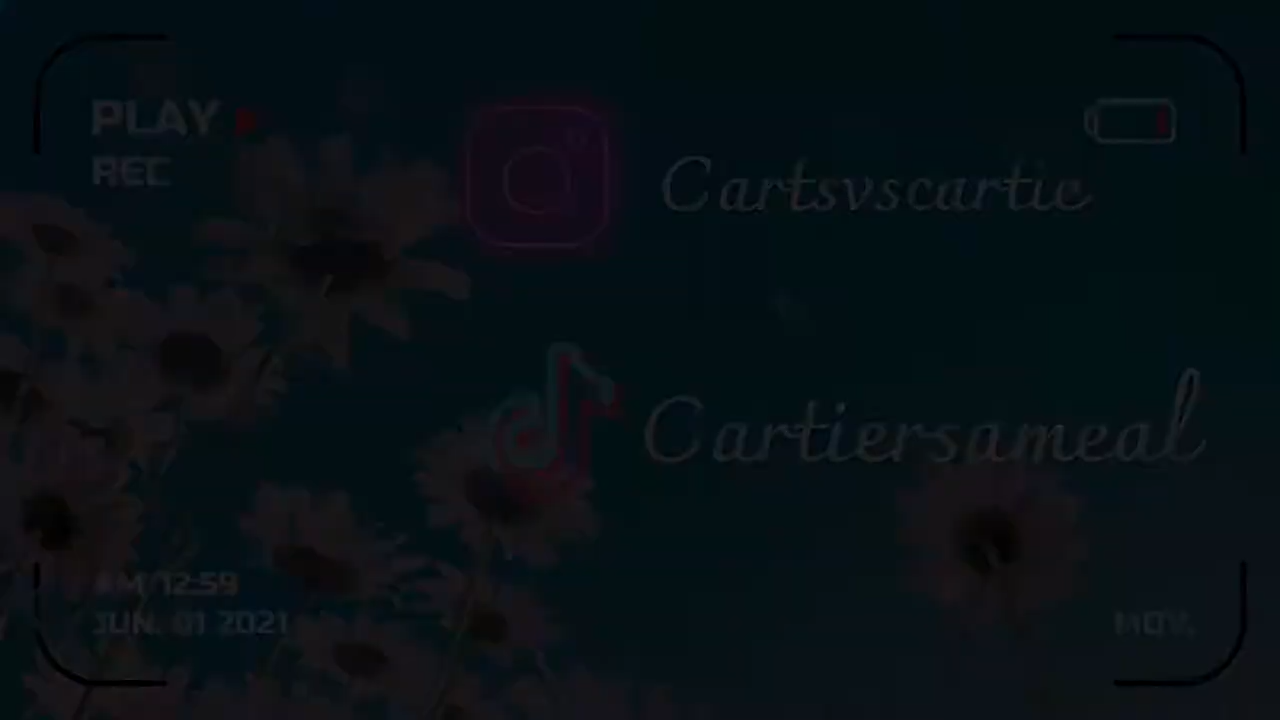 PLAY
REC
Cartsvscartie
Cartiersameal
AM 12:59
JUN. 01 2021
MOV.